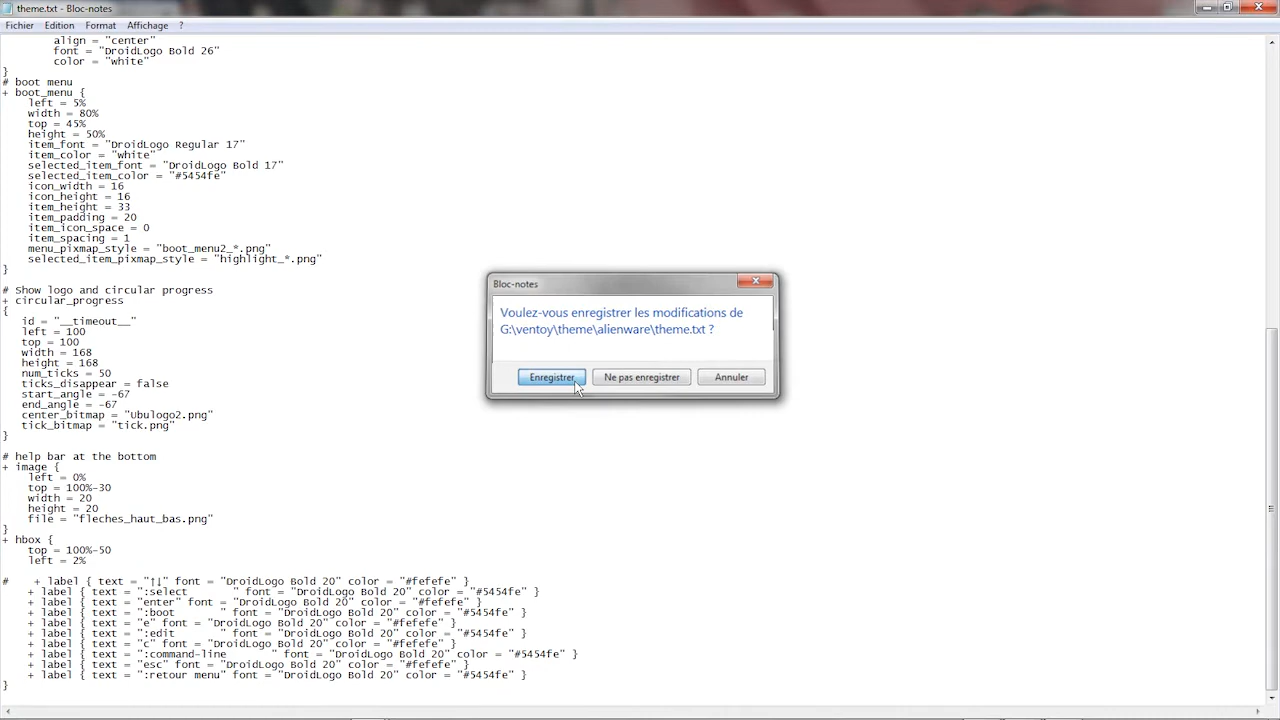 theme.txt - Bloc-notes
Fichier Edition Format Affichage ?
align = "center"
font = "DroidLogo Bold 26"
color = "white"
}
# boot menu
+ boot_menu {
left = 5%
width = 80%
top = 45%
height = 50%
item_font = "DroidLogo Regular 17"
item_color = "white"
selected_item_font = "DroidLogo Bold 17"
selected_item_color = "#5454fe"
icon_width = 16
icon_height = 16
item_height = 33
item_padding = 20
item_icon_space = 0
item_spacing = 1
menu_pixmap_style = "boot_menu2_*.png"
selected_item_pixmap_style = "highlight_*.png"
}
# Show logo and circular progress
+ circular_progress
{
id = "__timeout__"
left = 100
top = 100
width = 168
height = 168
num_ticks = 50
ticks_disappear = false
start_angle = -67
end_angle = -67
center_bitmap = "Ubulogo2.png"
tick_bitmap = "tick.png"
}
# help bar at the bottom
+ image {
left = 0%
top = 100%-30
width = 20
height = 20
file = "fleches_haut_bas.png"
}
+ hbox {
top = 100%-50
left = 2%
# + label { text = "↑↓" font = "DroidLogo Bold 20" color = "#fefefe" }
+ label { text = ":select " font = "DroidLogo Bold 20" color = "#5454fe" }
+ label { text = "enter" font = "DroidLogo Bold 20" color = "#fefefe" }
+ label { text = ":boot " font = "DroidLogo Bold 20" color = "#5454fe" }
+ label { text = "e" font = "DroidLogo Bold 20" color = "#fefefe" }
+ label { text = ":edit " font = "DroidLogo Bold 20" color = "#5454fe" }
+ label { text = "c" font = "DroidLogo Bold 20" color = "#fefefe" }
+ label { text = ":command-line " font = "DroidLogo Bold 20" color = "#5454fe" }
+ label { text = "esc" font = "DroidLogo Bold 20" color = "#fefefe" }
+ label { text = ":retour menu" font = "DroidLogo Bold 20" color = "#5454fe" }
}
Bloc-notes
Voulez-vous enregistrer les modifications de
G:\ventoy\theme\alienware\theme.txt ?
Enregistrer Ne pas enregistrer Annuler